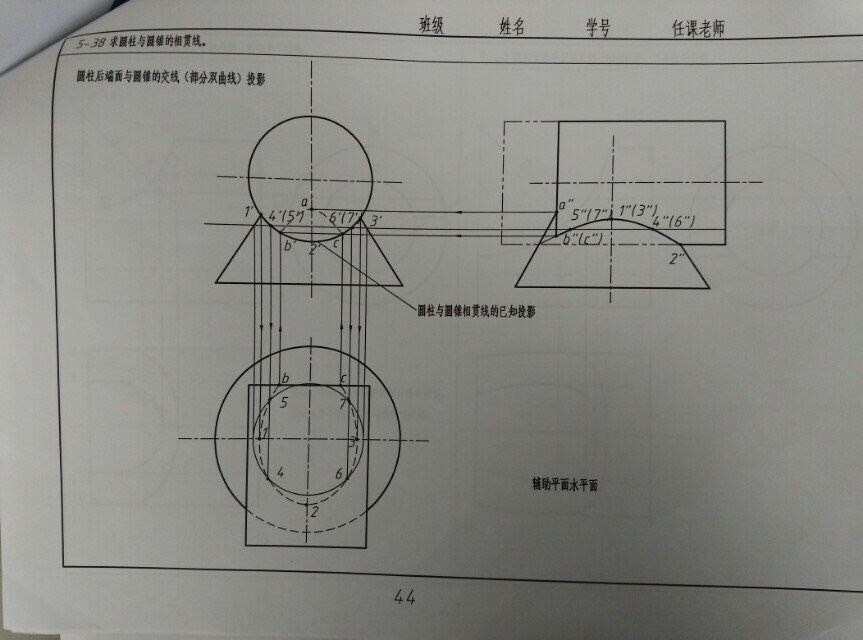 班级 姓名 学号 任课老师
5-38 求圆柱与圆锥的相贯线。
圆柱后端面与圆锥的交线(部分双曲线)投影
a
1' 4'(5') 6'(7') 3'
b' 2' c
a"
5"(7") 1"(3")
4"(6")
b"(c")
2"
圆柱与圆锥相贯线的已知投影
b c
5 7
1 3
4 6
2
辅助平面水平面
44